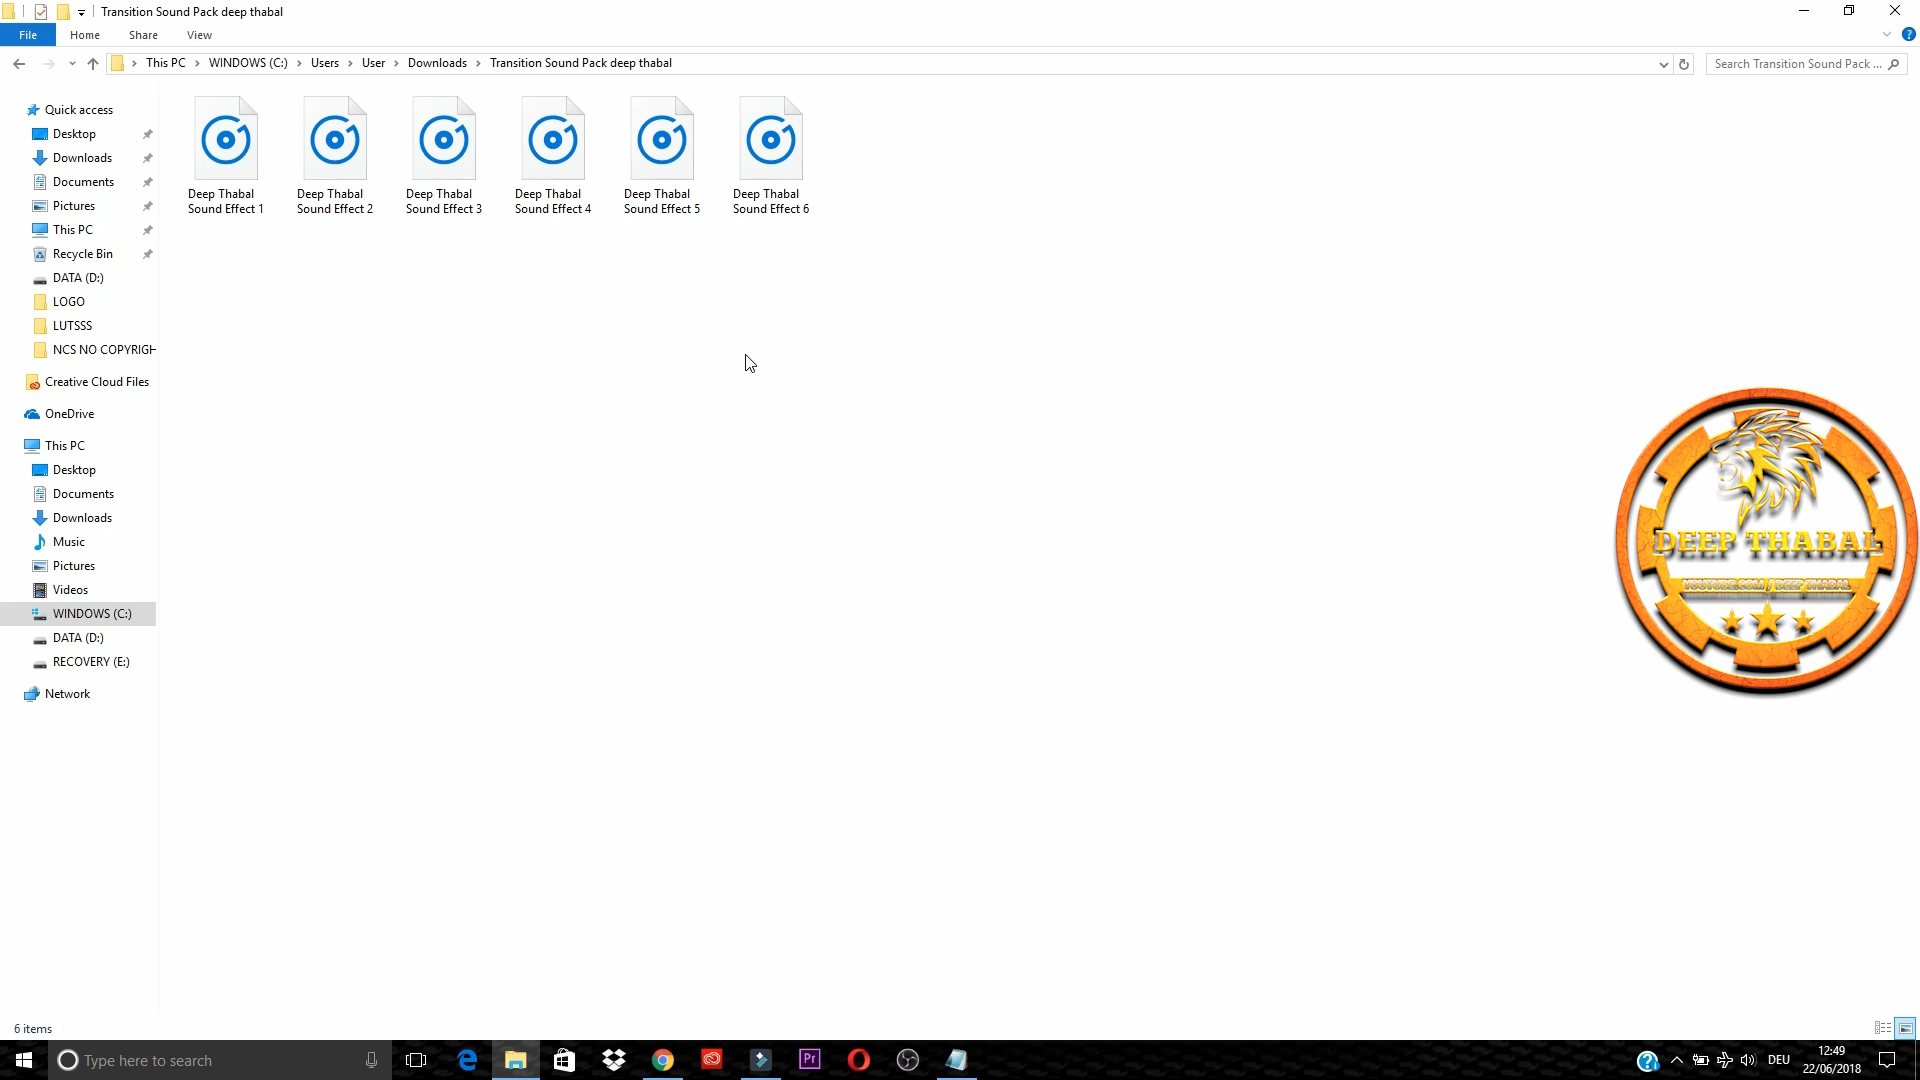 Transition Sound Pack deep thabal
File Home Share View
This PC WINDOWS (C:) Users User Downloads Transition Sound Pack deep thabal
Search Transition Sound Pack ...
Quick access
Desktop
Downloads
Documents
Pictures
This PC
Recycle Bin
DATA (D:)
LOGO
LUTSSS
NCS NO COPYRIGH
Creative Cloud Files
OneDrive
This PC
Desktop
Documents
Downloads
Music
Pictures
Videos
WINDOWS (C:)
DATA (D:)
RECOVERY (E:)
Network
Deep Thabal
Sound Effect 1
Deep Thabal
Sound Effect 2
Deep Thabal
Sound Effect 3
Deep Thabal
Sound Effect 4
Deep Thabal
Sound Effect 5
Deep Thabal
Sound Effect 6
DEEP THABAL
YOUTUBE.COM / DEEP THABAL
6 items
Type here to search
Pr
DEU
12:49
22/06/2018